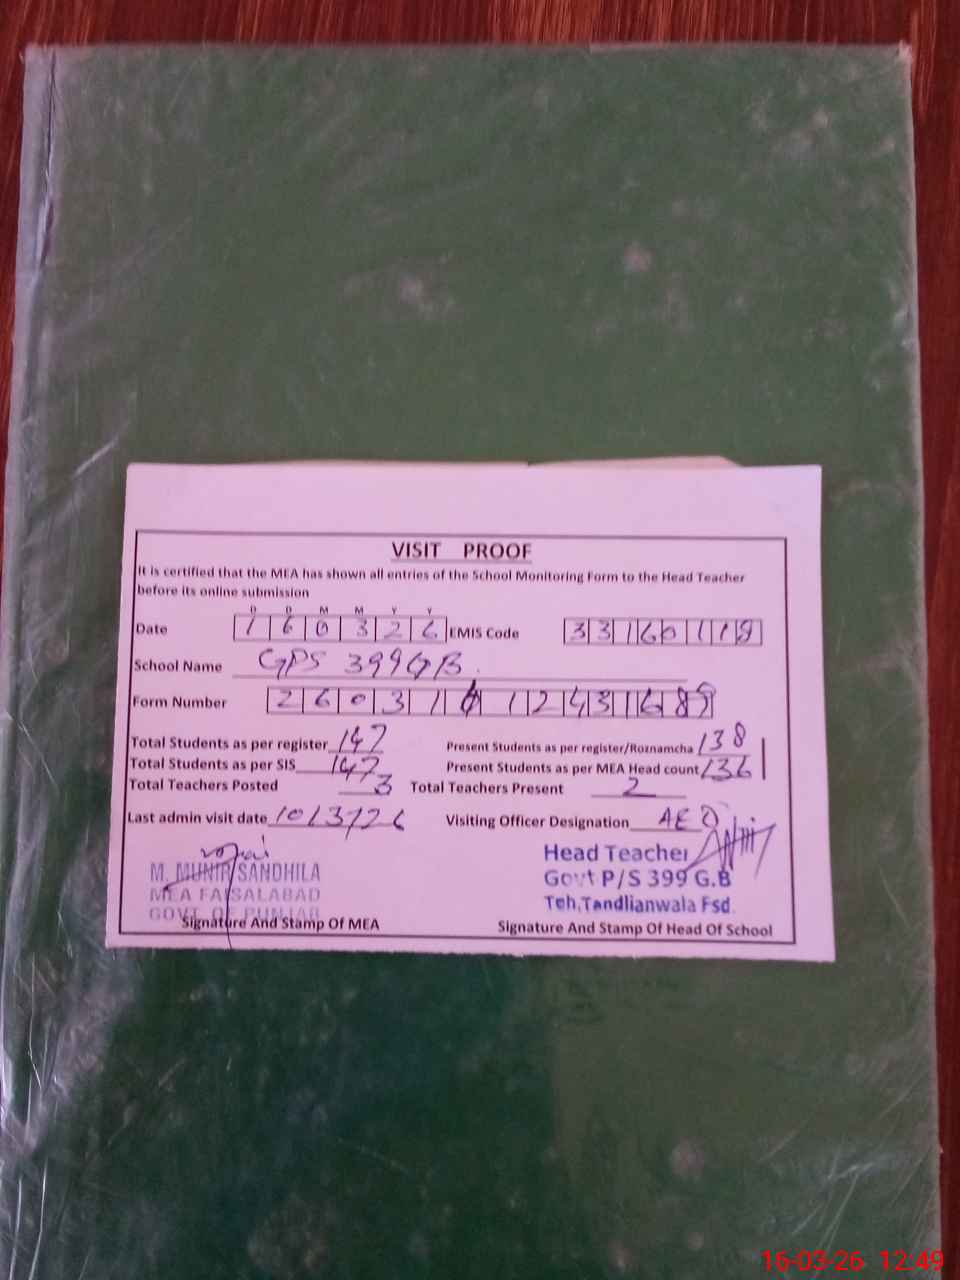 VISIT PROOF
It is certified that the MEA has shown all entries of the School Monitoring Form to the Head Teacher
before its online submission
D D M M Y Y
Date 1 6 0 3 2 6 EMIS Code 3 3 1 6 0 1 1 8
School Name GPS 399GB.
Form Number 2 6 0 3 1 6 1 2 4 3 1 6 8 9
Total Students as per register 147 Present Students as per register/Roznamcha 138
Total Students as per SIS 147 Present Students as per MEA Head count 136
Total Teachers Posted 3 Total Teachers Present 2
Last admin visit date 10/3/26 Visiting Officer Designation AEO
M. MUNIR SANDHILA
MEA FAISALABAD
GOVT. OF PUNJAB
Signature And Stamp Of MEA
Head Teacher
Govt P/S 399 G.B
Teh,Tandlianwala Fsd.
Signature And Stamp Of Head Of School
16-03-26 12:49